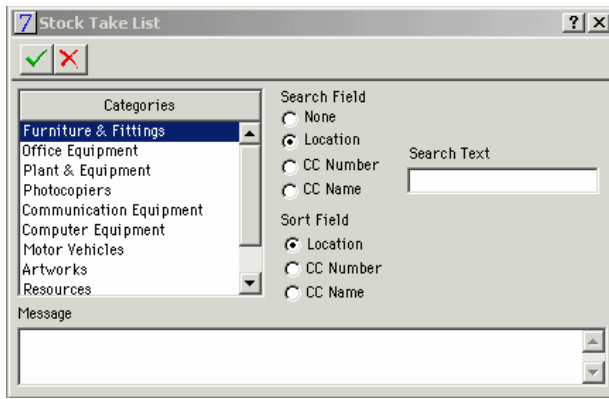 7 Stock Take List ? X
Categories
Furniture & Fittings
Office Equipment
Plant & Equipment
Photocopiers
Communication Equipment
Computer Equipment
Motor Vehicles
Artworks
Resources
Search Field
None
Location
CC Number
CC Name
Search Text
Sort Field
Location
CC Number
CC Name
Message